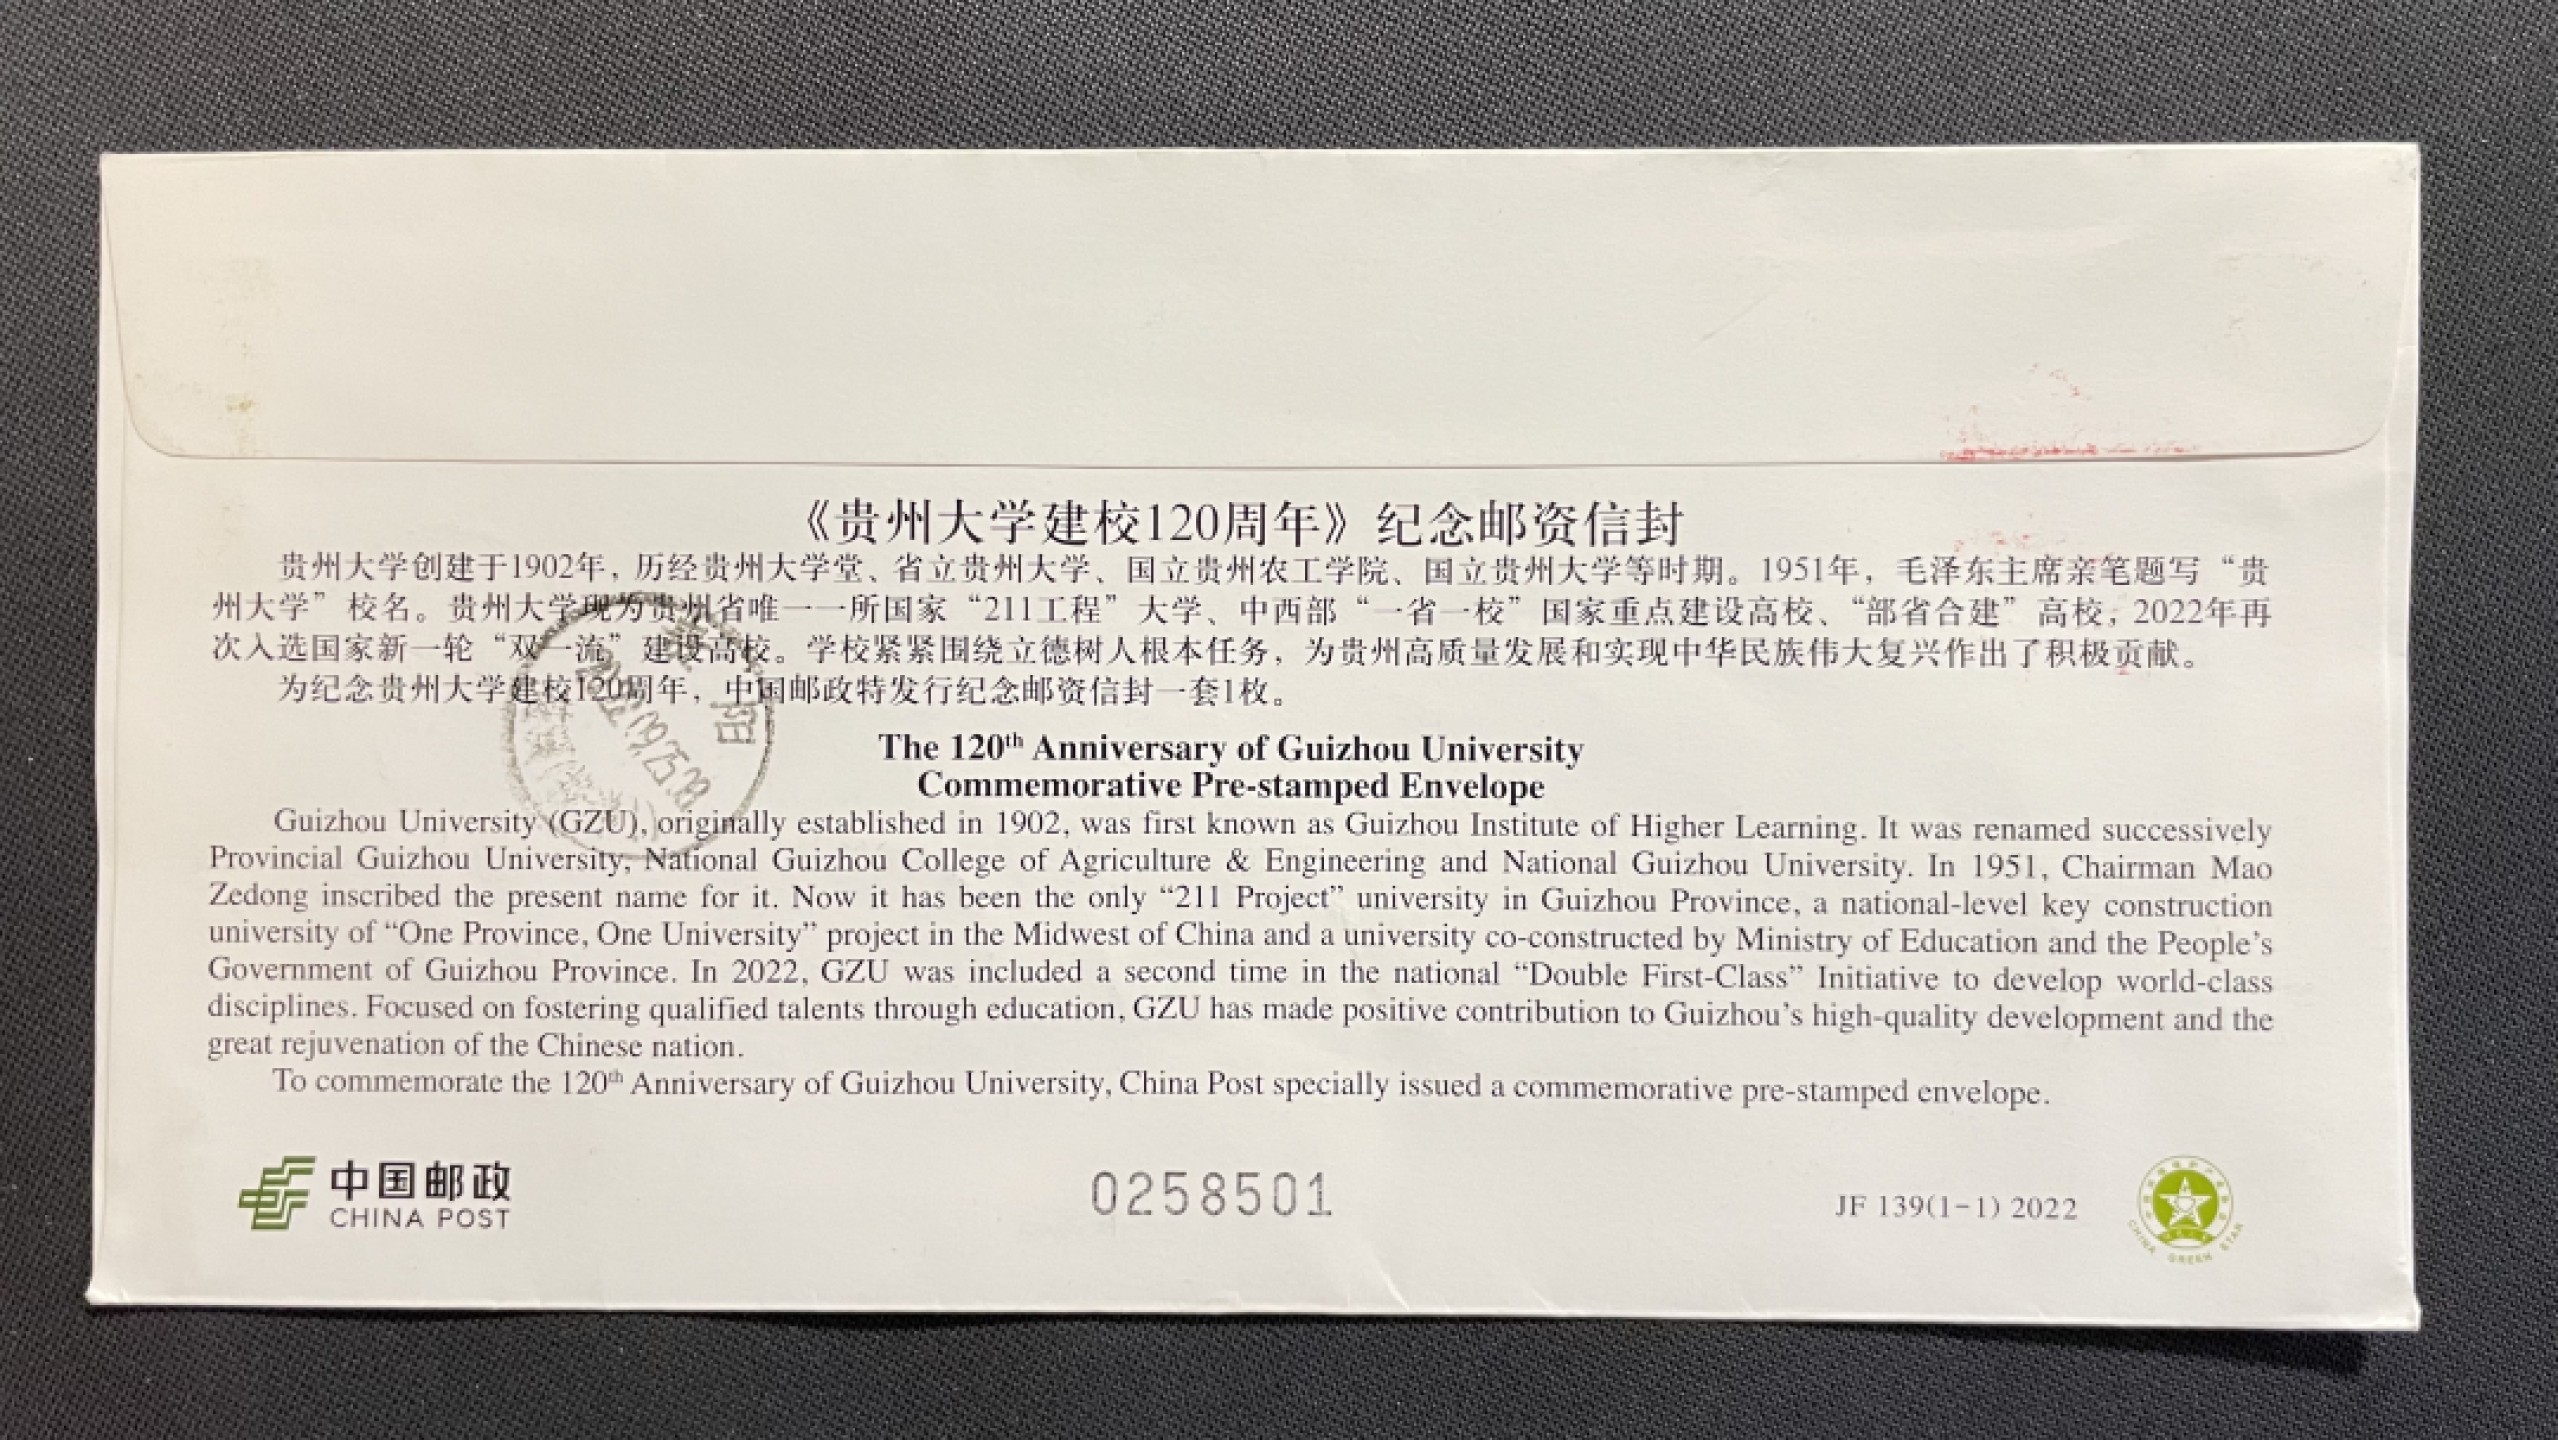 《贵州大学建校120周年》纪念邮资信封
贵州大学创建于1902年，历经贵州大学堂、省立贵州大学、国立贵州农工学院、国立贵州大学等时期。1951年，毛泽东主席亲笔题写“贵
州大学”校名。贵州大学现为贵州省唯一一所国家“211工程”大学、中西部“一省一校”国家重点建设高校、“部省合建”高校，2022年再
次入选国家新一轮“双一流”建设高校。学校紧紧围绕立德树人根本任务，为贵州高质量发展和实现中华民族伟大复兴作出了积极贡献。
为纪念贵州大学建校120周年，中国邮政特发行纪念邮资信封一套1枚。
The 120th Anniversary of Guizhou University
Commemorative Pre-stamped Envelope
Guizhou University (GZU), originally established in 1902, was first known as Guizhou Institute of Higher Learning. It was renamed successively
Provincial Guizhou University, National Guizhou College of Agriculture & Engineering and National Guizhou University. In 1951, Chairman Mao
Zedong inscribed the present name for it. Now it has been the only “211 Project” university in Guizhou Province, a national-level key construction
university of “One Province, One University” project in the Midwest of China and a university co-constructed by Ministry of Education and the People’s
Government of Guizhou Province. In 2022, GZU was included a second time in the national “Double First-Class” Initiative to develop world-class
disciplines. Focused on fostering qualified talents through education, GZU has made positive contribution to Guizhou’s high-quality development and the
great rejuvenation of the Chinese nation.
To commemorate the 120th Anniversary of Guizhou University, China Post specially issued a commemorative pre-stamped envelope.
中国邮政
CHINA POST
0258501
JF 139(1-1) 2022
CHINA GREEN STAR